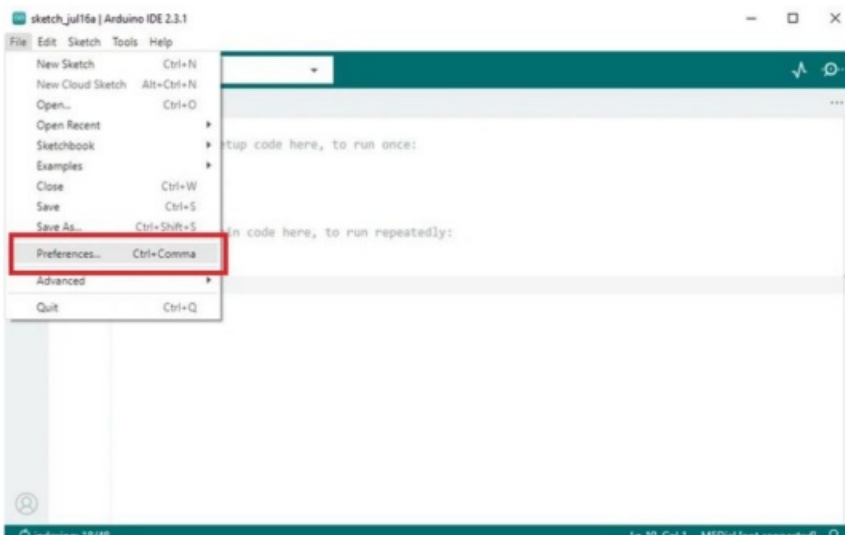 sketch_jul16a | Arduino IDE 2.3.1
File Edit Sketch Tools Help
New Sketch Ctrl+N
New Cloud Sketch Alt+Ctrl+N
Open... Ctrl+O
Open Recent
Sketchbook
Examples
Close Ctrl+W
Save Ctrl+S
Save As... Ctrl+Shift+S
Preferences... Ctrl+Comma
Advanced
Quit Ctrl+Q
etup code here, to run once:
in code here, to run repeatedly: